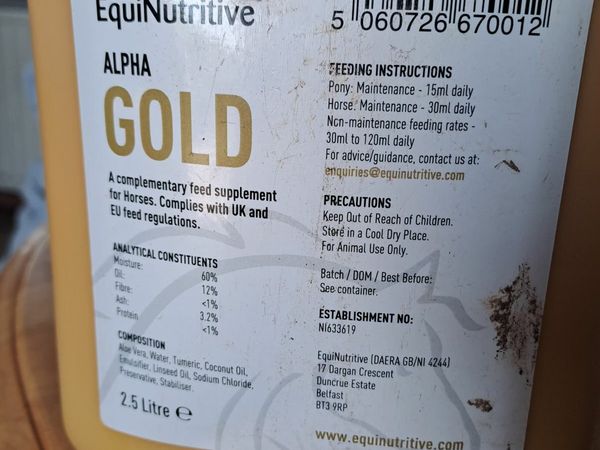 EquiNutritive
ALPHA
GOLD
A complementary feed supplement
for Horses. Complies with UK and
EU feed regulations.
ANALYTICAL CONSTITUENTS
Moisture: 60%
Oil: 12%
Fibre: <1%
Ash: 3.2%
Protein <1%
COMPOSITION
Aloe Vera, Water, Turmeric, Coconut Oil,
Emulsifier, Linseed Oil, Sodium Chloride,
Preservative, Stabiliser.
2.5 Litre e
5 060726 670012
FEEDING INSTRUCTIONS
Pony: Maintenance - 15ml daily
Horse: Maintenance - 30ml daily
Non-maintenance feeding rates -
30ml to 120ml daily
For advice/guidance, contact us at:
enquiries@equinutritive.com
PRECAUTIONS
Keep Out of Reach of Children.
Store in a Cool Dry Place.
For Animal Use Only.
Batch / DOM / Best Before:
See container.
ESTABLISHMENT NO:
NI633619
EquiNutritive (DAERA GB/NI 4244)
17 Dargan Crescent
Duncrue Estate
Belfast
BT3 9RP
www.equinutritive.com